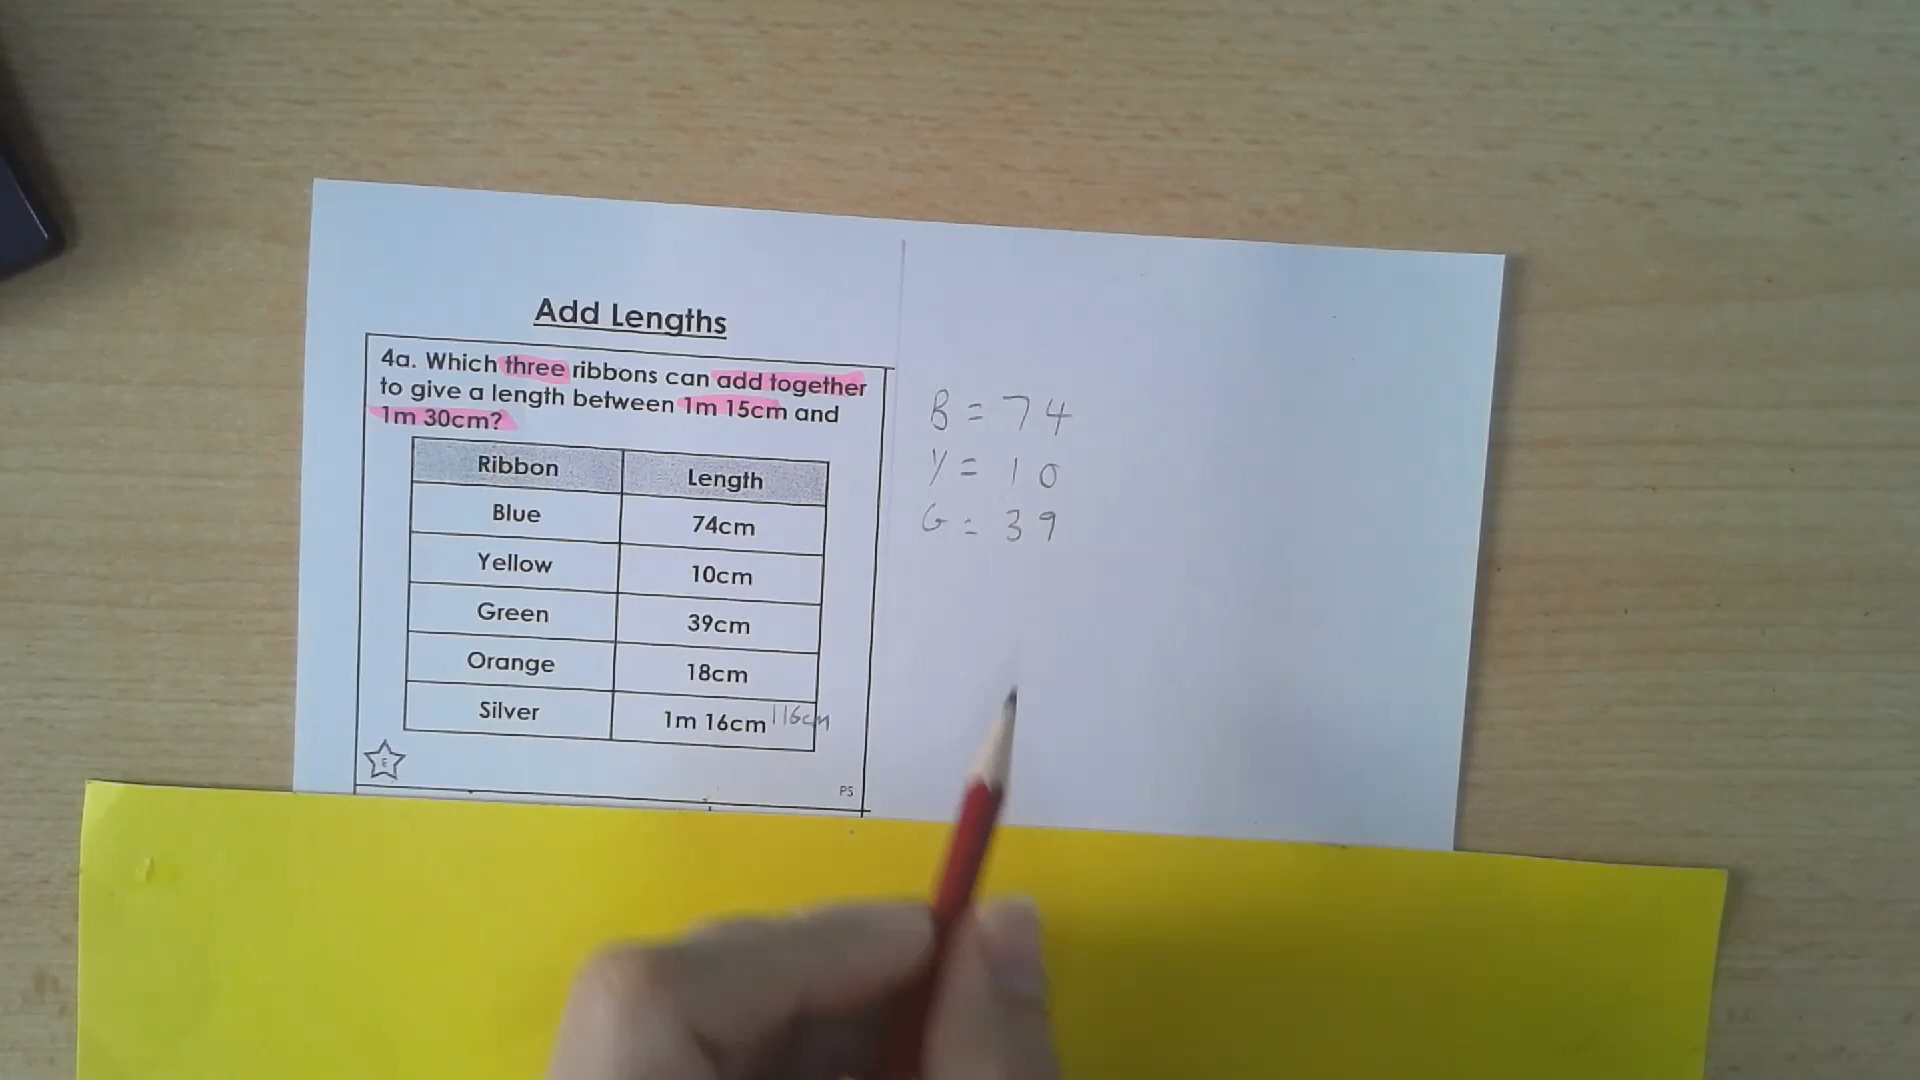 Add Lengths
4a. Which three ribbons can add together
to give a length between 1m 15cm and
1m 30cm?
Ribbon Length
Blue 74cm
Yellow 10cm
Green 39cm
Orange 18cm
Silver 1m 16cm 116cm
E
PS
B = 74
Y = 10
G = 39